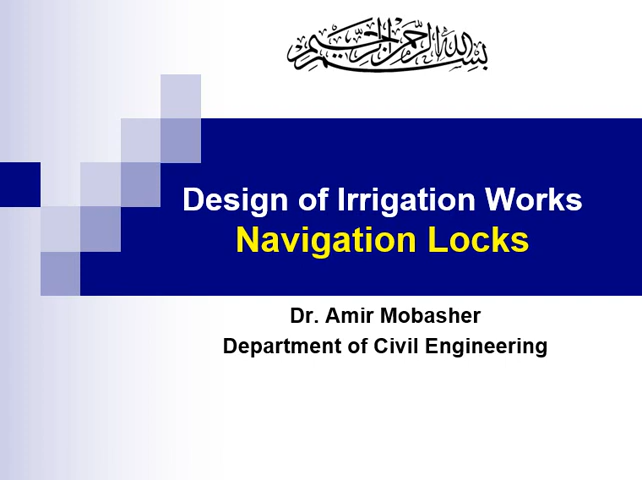 بسم الله الرحمن الرحيم
Design of Irrigation Works
Navigation Locks
Dr. Amir Mobasher
Department of Civil Engineering